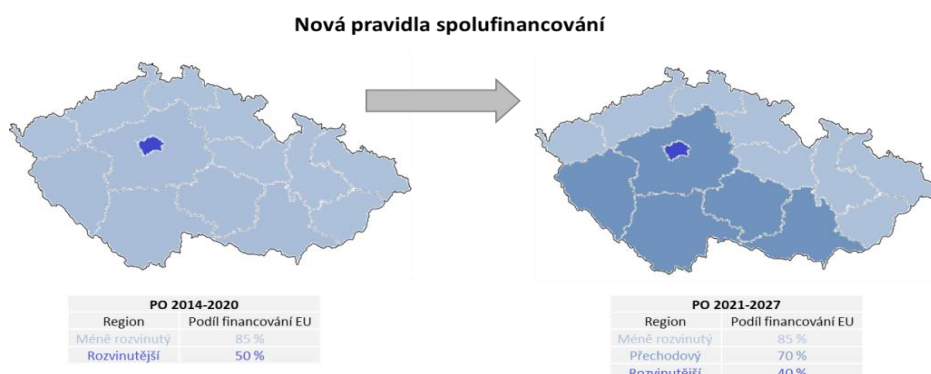 Nová pravidla spolufinancování
PO 2014-2020
Region Podíl financování EU
Méně rozvinutý 85 %
Rozvinutější 50 %
PO 2021-2027
Region Podíl financování EU
Méně rozvinutý 85 %
Přechodový 70 %
Rozvinutější 40 %